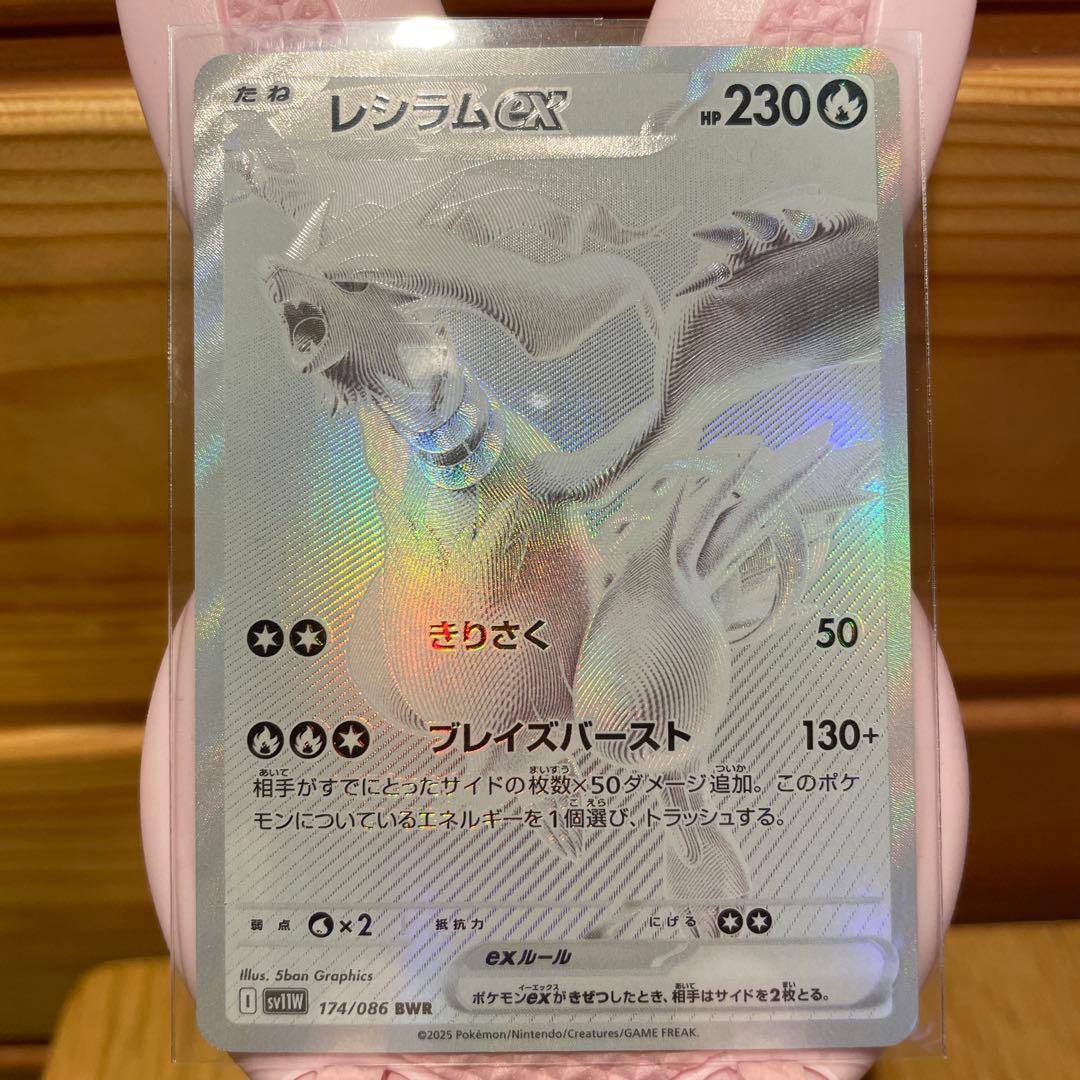 たね
レシラムex
HP230
きりさく 50
ブレイズバースト 130+
相手がすでにとったサイドの枚数×50ダメージ追加。このポケ
モンについているエネルギーを1個選び、トラッシュする。
弱点 ×2 抵抗力 にげる
exルール
ポケモンexがきぜつしたとき、相手はサイドを2枚とる。
Illus. 5ban Graphics
I sv11W 174/086 BWR
©2025 Pokémon/Nintendo/Creatures/GAME FREAK.